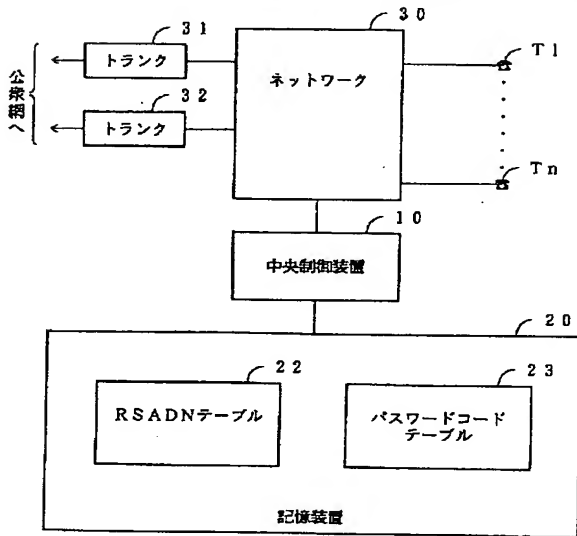 30
31
トランク
ネットワーク
T1
公衆網へ
32
トランク
Tn
10
中央制御装置
20
22
RSADNテーブル
23
パスワードコード
テーブル
記憶装置